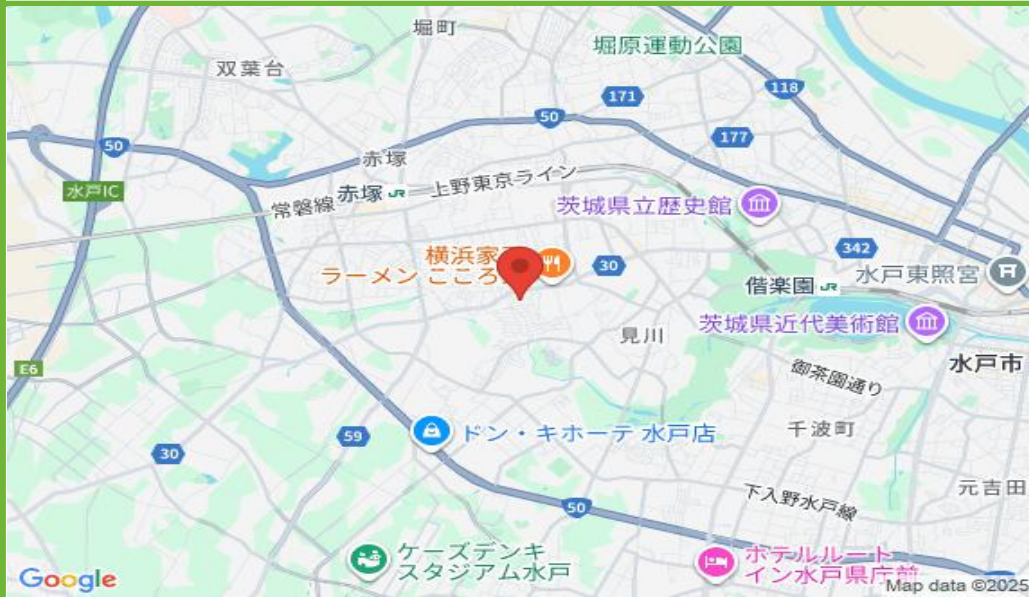 堀町
堀原運動公園
双葉台
118
171
50
177
50
赤塚
水戸IC
赤塚 JR
上野東京ライン
常磐線
茨城県立歴史館
横浜家
ラーメン こころ
30
342
水戸東照宮
偕楽園 JR
茨城県近代美術館
見川
水戸市
E6
御茶園通り
ドン・キホーテ 水戸店
59
千波町
30
元吉田
下入野水戸線
50
ケーズデンキ
スタジアム水戸
ホテルルート
イン水戸県庁前
Google
Map data ©2025